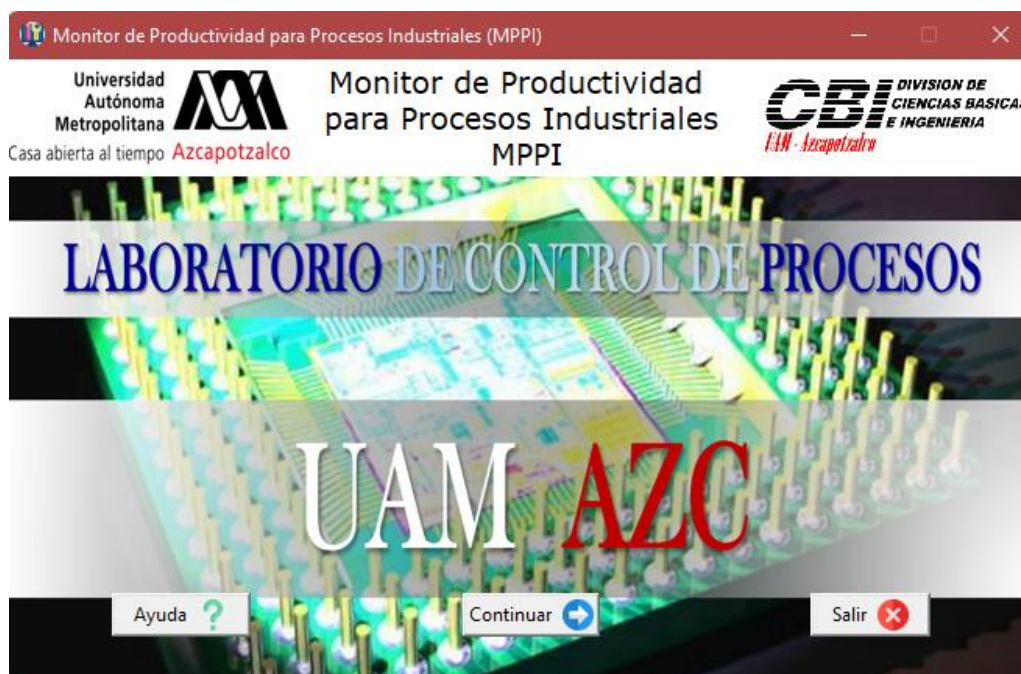 Monitor de Productividad para Procesos Industriales (MPPI)
Universidad
Autónoma
Metropolitana
Casa abierta al tiempo Azcapotzalco
Monitor de Productividad
para Procesos Industriales
MPPI
CBI
DIVISION DE
CIENCIAS BASICAS
E INGENIERIA
UAM - Azcapotzalco
LABORATORIO DE CONTROL DE PROCESOS
UAM AZC
Ayuda ?
Continuar
Salir